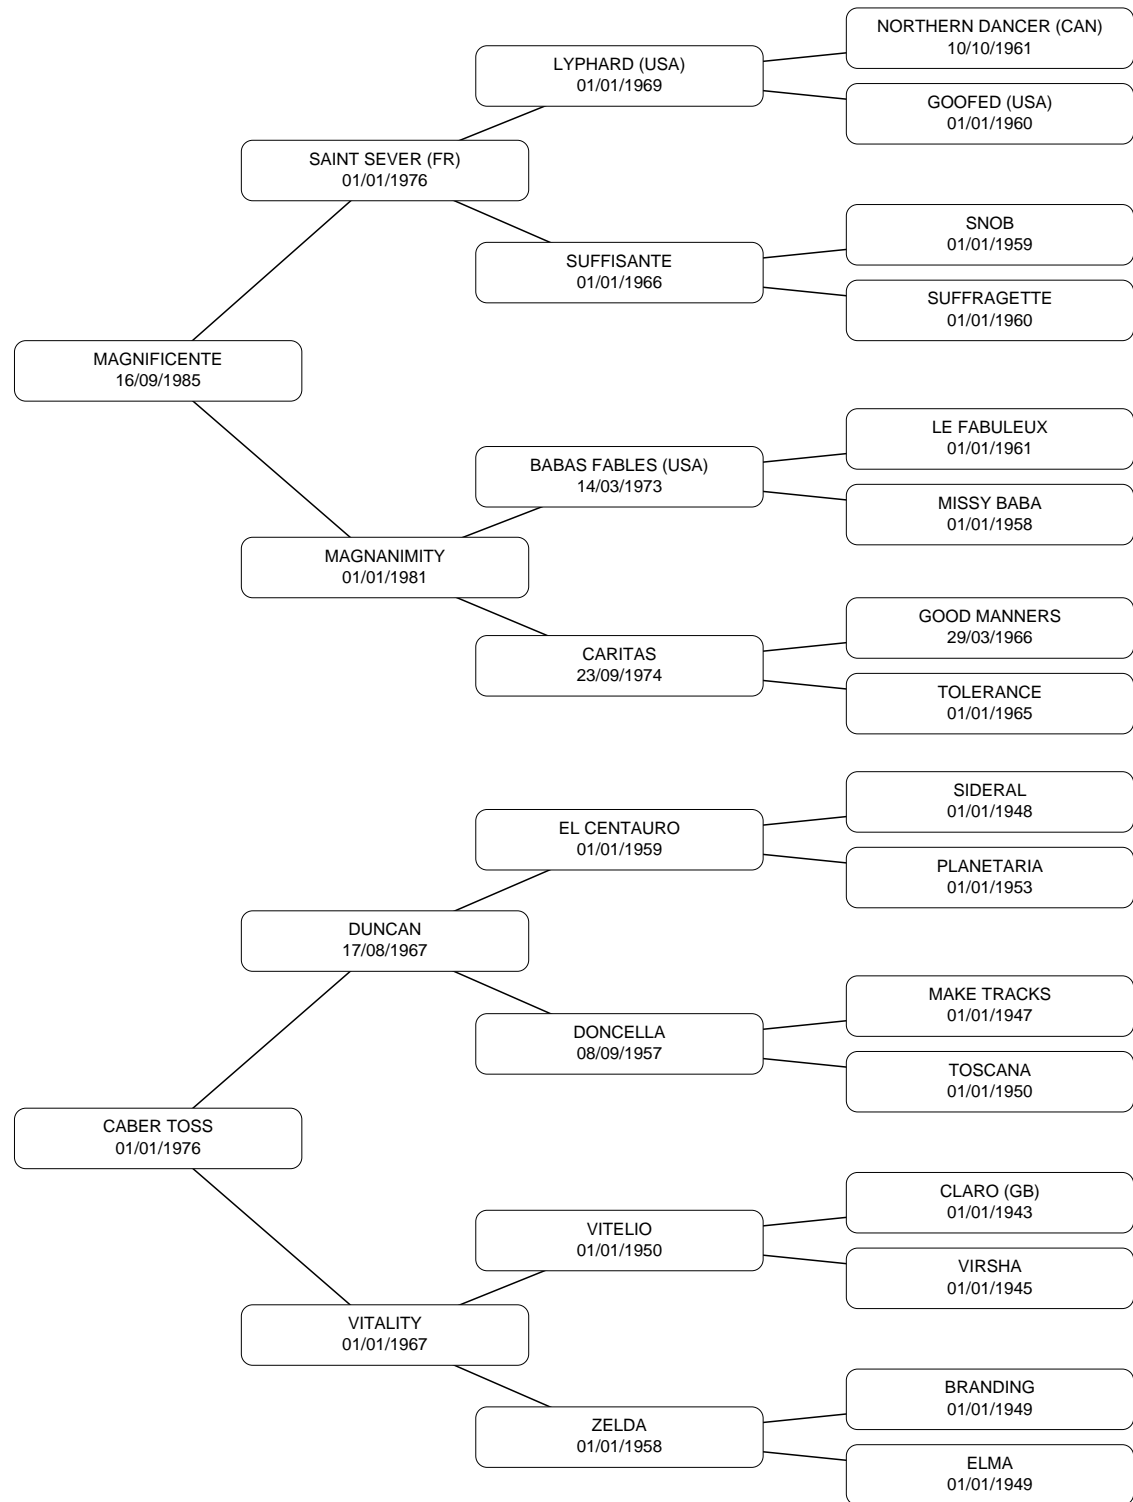 NORTHERN DANCER (CAN)
10/10/1961
LYPHARD (USA)
01/01/1969
GOOFED (USA)
01/01/1960
SAINT SEVER (FR)
01/01/1976
SNOB
01/01/1959
SUFFISANTE
01/01/1966
SUFFRAGETTE
01/01/1960
MAGNIFICENTE
16/09/1985
LE FABULEUX
01/01/1961
BABAS FABLES (USA)
14/03/1973
MISSY BABA
01/01/1958
MAGNANIMITY
01/01/1981
GOOD MANNERS
29/03/1966
CARITAS
23/09/1974
TOLERANCE
01/01/1965
SIDERAL
01/01/1948
EL CENTAURO
01/01/1959
PLANETARIA
01/01/1953
DUNCAN
17/08/1967
MAKE TRACKS
01/01/1947
DONCELLA
08/09/1957
TOSCANA
01/01/1950
CABER TOSS
01/01/1976
CLARO (GB)
01/01/1943
VITELIO
01/01/1950
VIRSHA
01/01/1945
VITALITY
01/01/1967
BRANDING
01/01/1949
ZELDA
01/01/1958
ELMA
01/01/1949